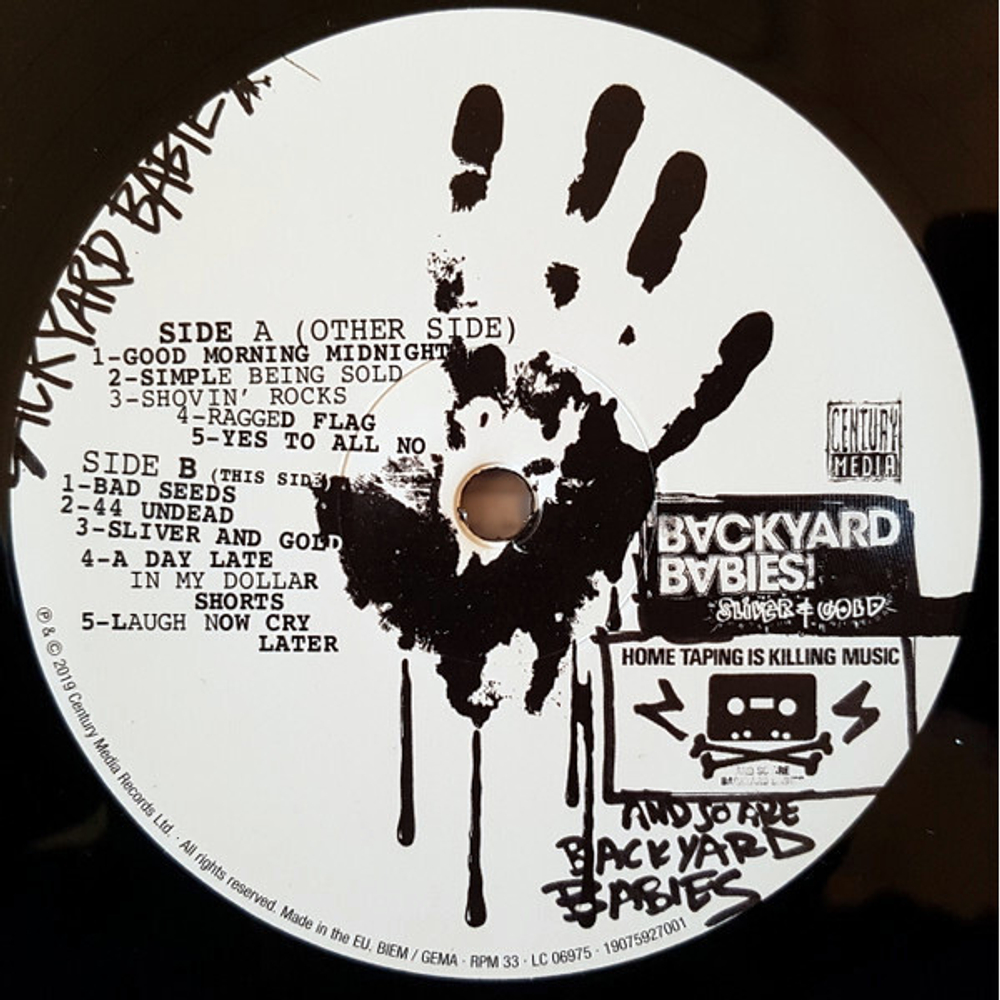 BACKYARD BABIE
SIDE A (OTHER SIDE)
1-GOOD MORNING MIDNIGHT
2-SIMPLE BEING SOLD
3-SHOVIN' ROCKS
4-RAGGED FLAG
5-YES TO ALL NO
SIDE B (THIS SIDE)
1-BAD SEEDS
2-44 UNDEAD
3-SLIVER AND GOLD
4-A DAY LATE
IN MY DOLLAR
SHORTS
5-LAUGH NOW CRY
LATER
CENTURY
MEDIA
BACKYARD
BABIES!
SLIVER & GOLD
HOME TAPING IS KILLING MUSIC
AND SO ARE
BACKYARD
BABIES
℗ & © 2019 Century Media Records Ltd. · All rights reserved. Made in the EU. BIEM / GEMA · RPM 33 · LC 06975 · 19075927001